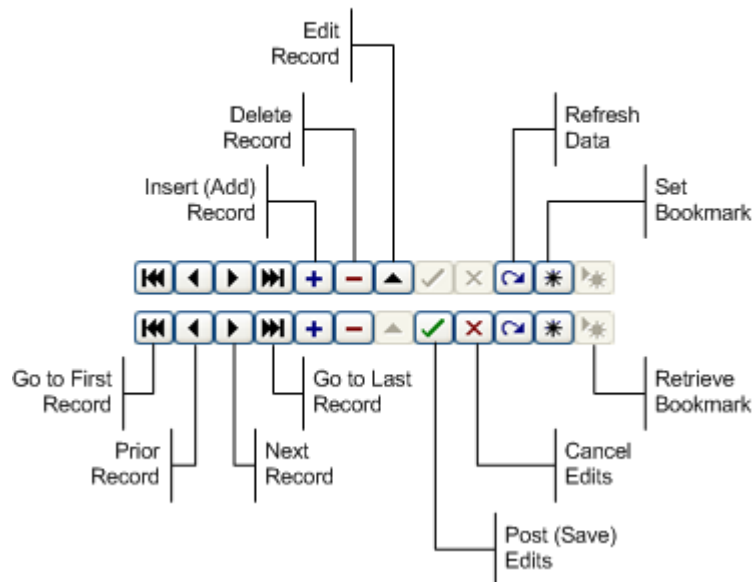 Edit
Record
Delete
Record
Refresh
Data
Insert (Add)
Record
Set
Bookmark
Go to First
Record
Go to Last
Record
Retrieve
Bookmark
Prior
Record
Next
Record
Cancel
Edits
Post (Save)
Edits